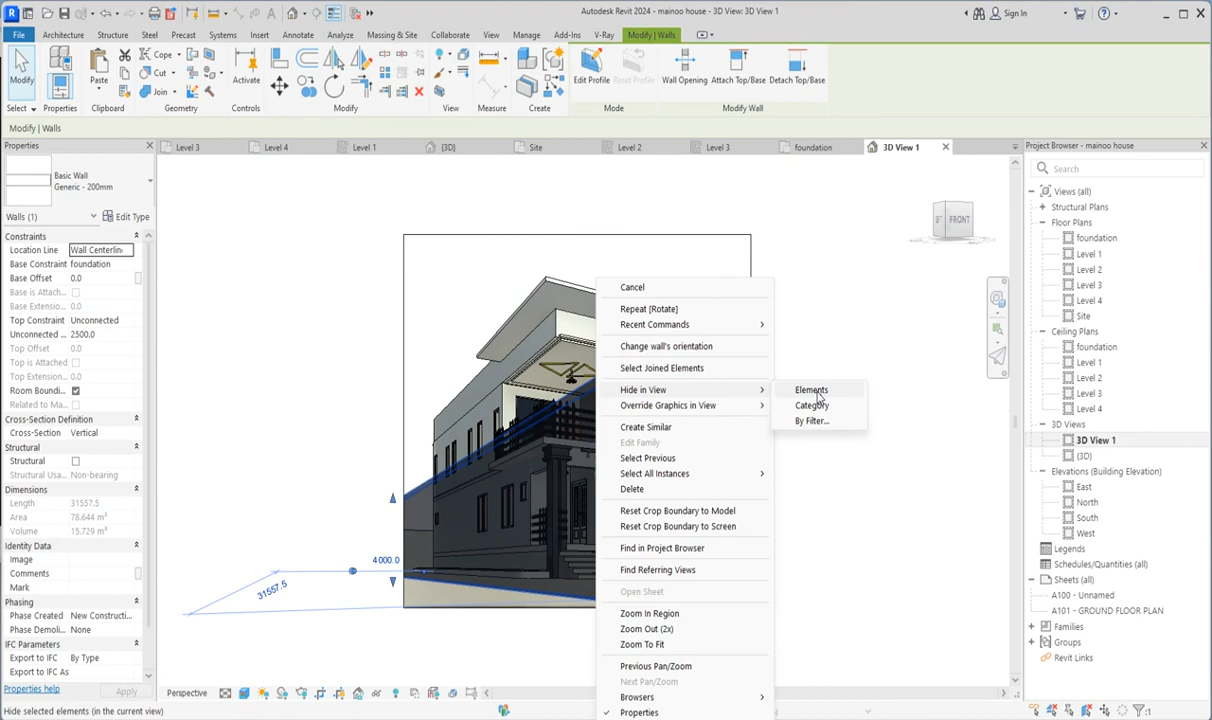 Autodesk Revit 2024 - mainoo house - 3D View: 3D View 1
Sign In
File Architecture Structure Steel Precast Systems Insert Annotate Analyze Massing & Site Collaborate View Manage Add-Ins V-Ray Modify | Walls
Modify Properties Paste Cope Cut Join Activate Edit Profile Reset Profile Wall Opening Attach Top/Base Detach Top/Base
Select Properties Clipboard Geometry Controls Modify View Measure Create Mode Modify Wall
Modify | Walls
Properties
Level 3 Level 4 Level 1 {3D} Site Level 2 Level 3 foundation 3D View 1
Basic Wall
Generic - 200mm
Walls (1) Edit Type
Constraints
Location Line Wall Centerlin
Base Constraint foundation
Base Offset 0.0
Base is Attach...
Base Extensio... 0.0
Top Constraint Unconnected
Unconnected ... 2500.0
Top Offset 0.0
Top is Attached
Top Extension... 0.0
Room Boundi...
Related to Ma...
Cross-Section Definition
Cross-Section Vertical
Structural
Structural
Structural Usa... Non-bearing
Dimensions
Length 31557.5
Area 78.644 m²
Volume 15.729 m³
Identity Data
Image
Comments
Mark
Phasing
Phase Created New Constructi...
Phase Demoli... None
IFC Parameters
Export to IFC By Type
Export to IFC As
Properties help Apply
FRONT
4000.0
31557.5
Cancel
Repeat [Rotate]
Recent Commands
Change wall's orientation
Select Joined Elements
Hide in View
Override Graphics in View
Create Similar
Edit Family
Select Previous
Select All Instances
Delete
Reset Crop Boundary to Model
Reset Crop Boundary to Screen
Find in Project Browser
Find Referring Views
Open Sheet
Zoom In Region
Zoom Out (2x)
Zoom To Fit
Previous Pan/Zoom
Next Pan/Zoom
Browsers
Properties
Elements
Category
By Filter...
Project Browser - mainoo house
Search
Views (all)
Structural Plans
Floor Plans
foundation
Level 1
Level 2
Level 3
Level 4
Site
Ceiling Plans
foundation
Level 1
Level 2
Level 3
Level 4
3D Views
3D View 1
{3D}
Elevations (Building Elevation)
East
North
South
West
Legends
Schedules/Quantities (all)
Sheets (all)
A100 - Unnamed
A101 - GROUND FLOOR PLAN
Families
Groups
Revit Links
Perspective
Hide selected elements (in the current view)
:1